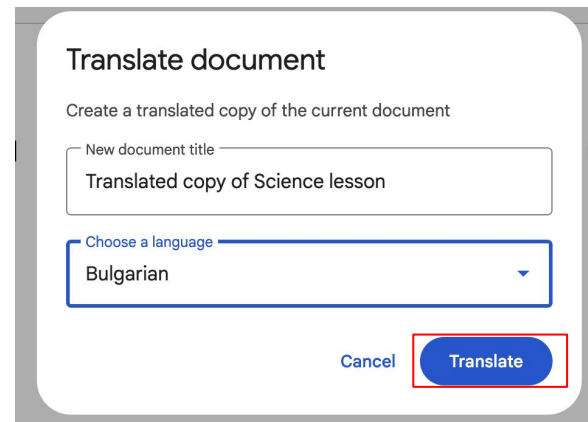 Translate document
Create a translated copy of the current document
New document title
Translated copy of Science lesson
Choose a language
Bulgarian
Cancel Translate